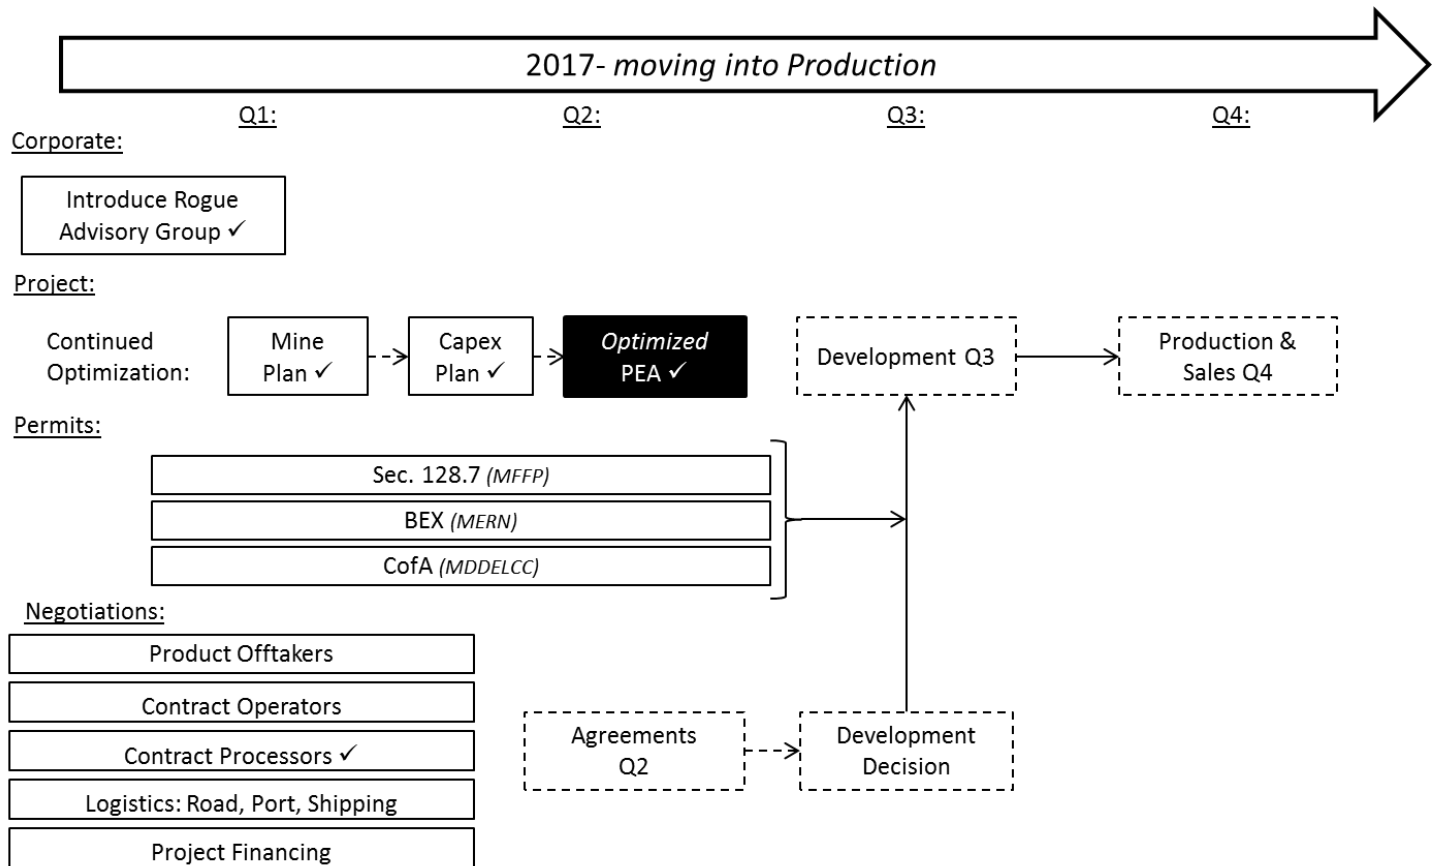 2017- moving into Production
Q1:
Q2:
Q3:
Q4:
Corporate:
Introduce Rogue
Advisory Group ✓
Project:
Continued
Optimization:
Mine
Plan ✓
Capex
Plan ✓
Optimized
PEA ✓
Development Q3
Production &
Sales Q4
Permits:
Sec. 128.7 (MFFP)
BEX (MERN)
CofA (MDDELCC)
Negotiations:
Product Offtakers
Contract Operators
Contract Processors ✓
Logistics: Road, Port, Shipping
Project Financing
Agreements
Q2
Development
Decision